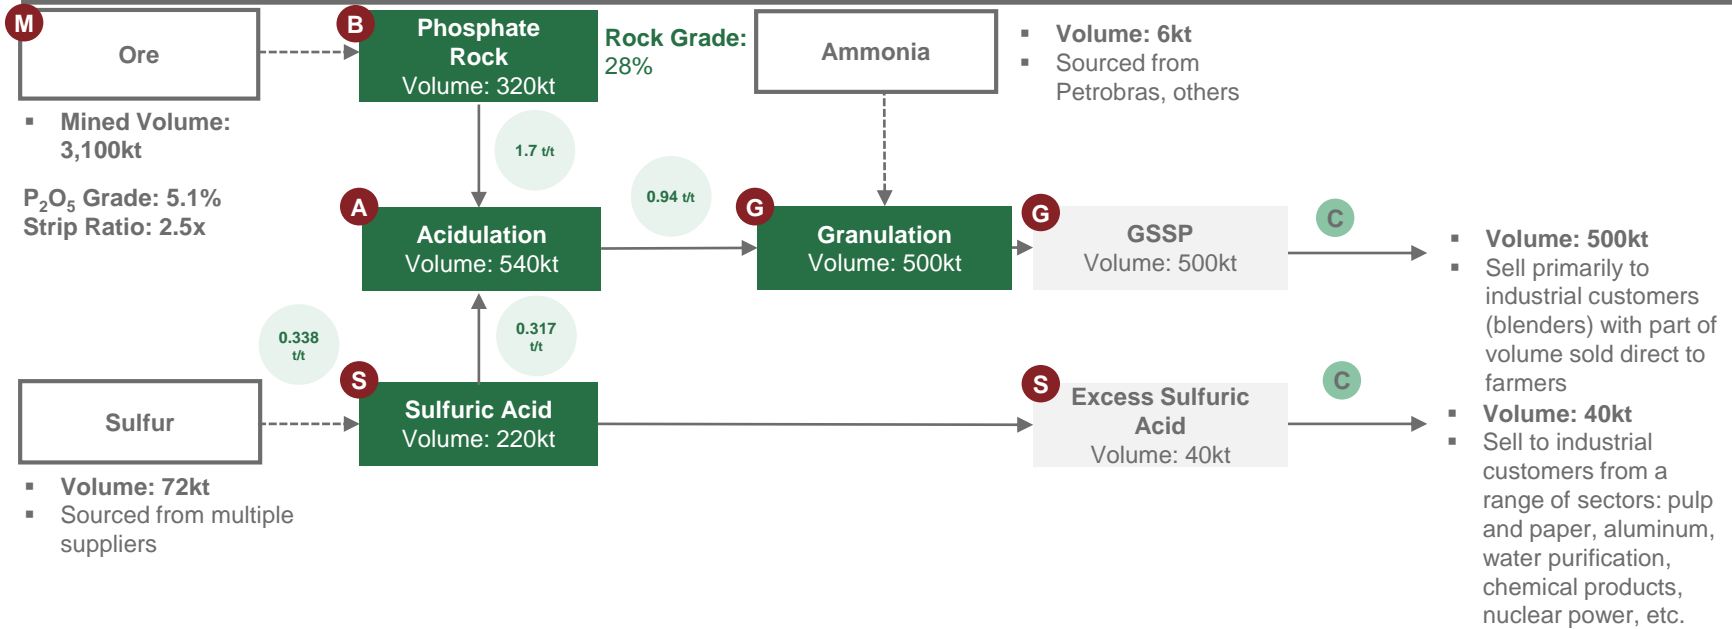 M
Ore
▪ Mined Volume:
3,100kt
P₂O₅ Grade: 5.1%
Strip Ratio: 2.5x
B
Phosphate
Rock
Volume: 320kt
Rock Grade:
28%
Ammonia
▪ Volume: 6kt
▪ Sourced from
Petrobras, others
1.7 t/t
A
Acidulation
Volume: 540kt
0.94 t/t
G
Granulation
Volume: 500kt
G
GSSP
Volume: 500kt
C
▪ Volume: 500kt
▪ Sell primarily to
industrial customers
(blenders) with part of
volume sold direct to
farmers
0.338
t/t
0.317
t/t
Sulfur
▪ Volume: 72kt
▪ Sourced from multiple
suppliers
S
Sulfuric Acid
Volume: 220kt
S
Excess Sulfuric
Acid
Volume: 40kt
C
▪ Volume: 40kt
▪ Sell to industrial
customers from a
range of sectors: pulp
and paper, aluminum,
water purification,
chemical products,
nuclear power, etc.